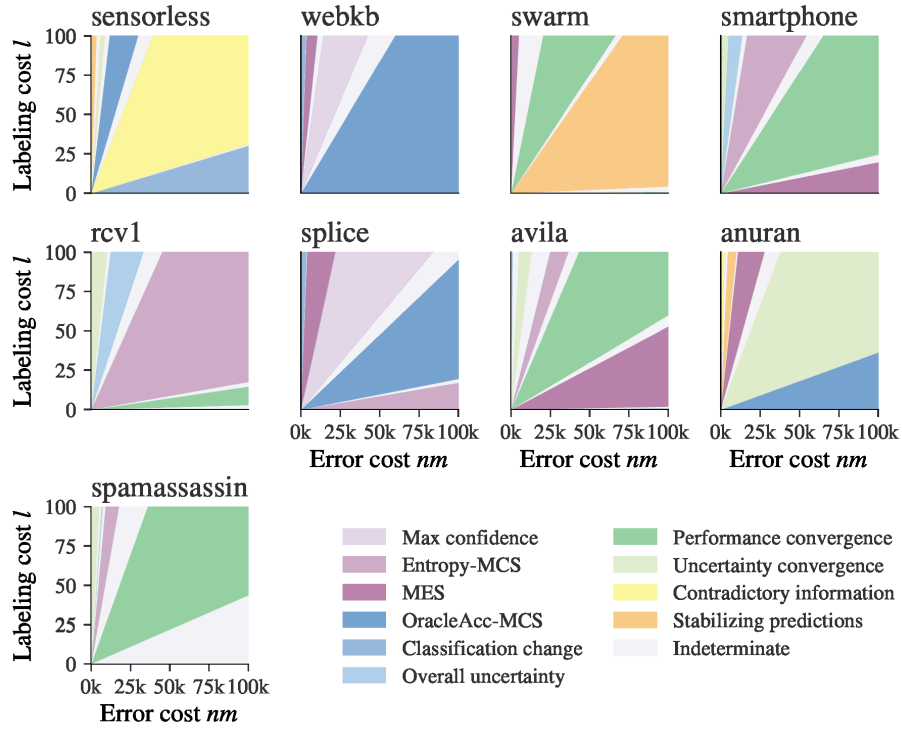 sensorless webkb swarm smartphone
Labeling cost l
100
75
50
25
0
rcv1 splice avila anuran
Labeling cost l
100
75
50
25
0
0k 25k 50k 75k 100k 0k 25k 50k 75k 100k 0k 25k 50k 75k 100k
Error cost nm Error cost nm Error cost nm
spamassassin
Labeling cost l
100
75
50
25
0
0k 25k 50k 75k 100k
Error cost nm
Max confidence
Entropy-MCS
MES
OracleAcc-MCS
Classification change
Overall uncertainty
Performance convergence
Uncertainty convergence
Contradictory information
Stabilizing predictions
Indeterminate